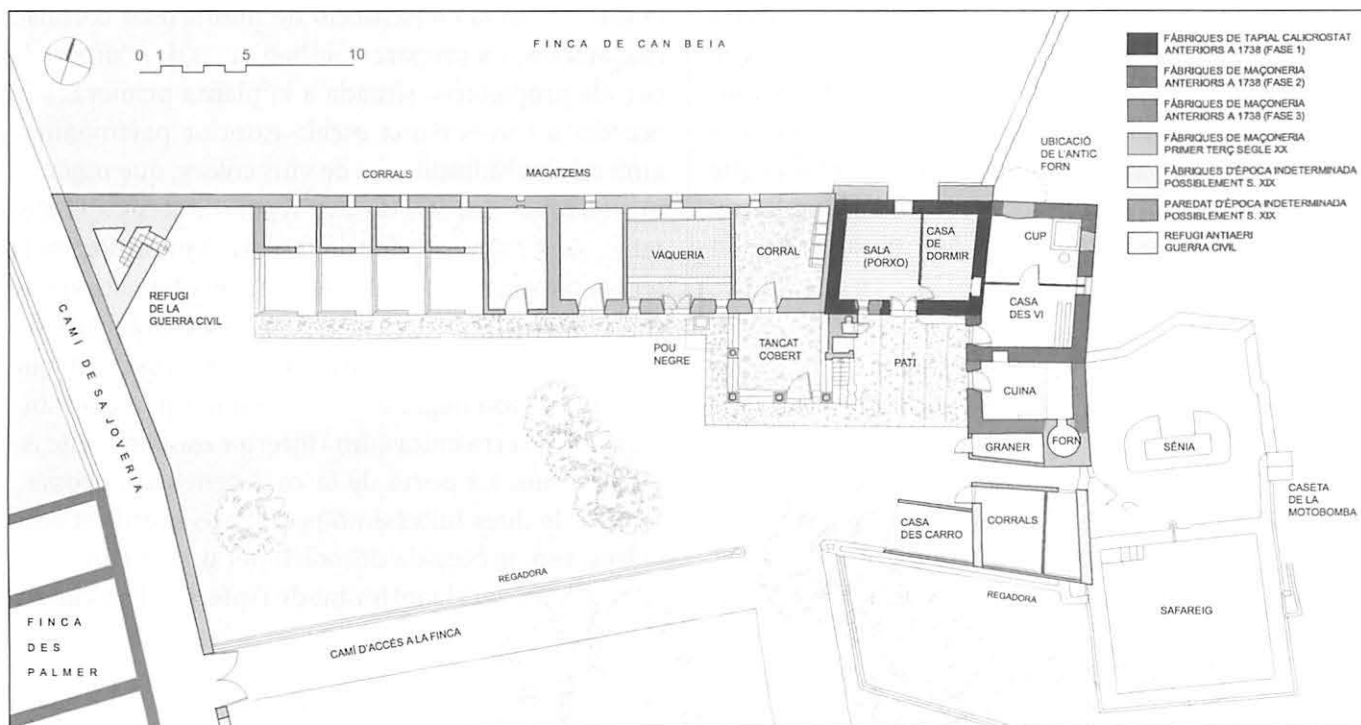 FINCA DE CAN BEIA
0 1 5 10
FÀBRIQUES DE TAPIAL CALICROSTAT
ANTERIORS A 1738 (FASE 1)
FÀBRIQUES DE MAÇONERIA
ANTERIORS A 1738 (FASE 2)
FÀBRIQUES DE MAÇONERIA
ANTERIORS A 1738 (FASE 3)
FÀBRIQUES DE MAÇONERIA
PRIMER TERÇ SEGLE XX
FÀBRIQUES D'ÈPOCA INDETERMINADA
POSSIBLEMENT S. XIX
PAREDAT D'ÈPOCA INDETERMINADA
POSSIBLEMENT S. XIX
REFUGI ANTIAERI
GUERRA CIVIL
UBICACIÓ
DE L'ANTIC
FORN
CORRALS
MAGATZEMS
CUP
VAQUERIA
CORRAL
SALA
(PORXO)
CASA
DE
DORMIR
REFUGI
DE LA
GUERRA CIVIL
CASA
DES VI
CAMÍ DE SA JOVERIA
POU
NEGRE
TANCAT
COBERT
PATI
CUINA
GRANER
FORN
SÉNIA
CASETA
DE LA
MOTOBOMBA
CASA
DES CARRO
CORRALS
REGADORA
REGADORA
SAFAREIG
FINCA
DES
PALMER
CAMÍ D'ACCÉS A LA FINCA